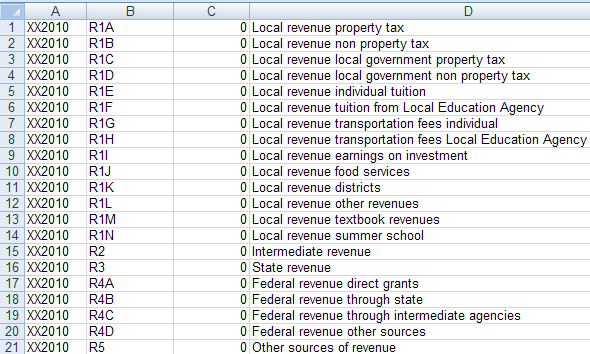 A B C D
1 XX2010 R1A 0 Local revenue property tax
2 XX2010 R1B 0 Local revenue non property tax
3 XX2010 R1C 0 Local revenue local government property tax
4 XX2010 R1D 0 Local revenue local government non property tax
5 XX2010 R1E 0 Local revenue individual tuition
6 XX2010 R1F 0 Local revenue tuition from Local Education Agency
7 XX2010 R1G 0 Local revenue transportation fees individual
8 XX2010 R1H 0 Local revenue transportation fees Local Education Agency
9 XX2010 R1I 0 Local revenue earnings on investment
10 XX2010 R1J 0 Local revenue food services
11 XX2010 R1K 0 Local revenue districts
12 XX2010 R1L 0 Local revenue other revenues
13 XX2010 R1M 0 Local revenue textbook revenues
14 XX2010 R1N 0 Local revenue summer school
15 XX2010 R2 0 Intermediate revenue
16 XX2010 R3 0 State revenue
17 XX2010 R4A 0 Federal revenue direct grants
18 XX2010 R4B 0 Federal revenue through state
19 XX2010 R4C 0 Federal revenue through intermediate agencies
20 XX2010 R4D 0 Federal revenue other sources
21 XX2010 R5 0 Other sources of revenue